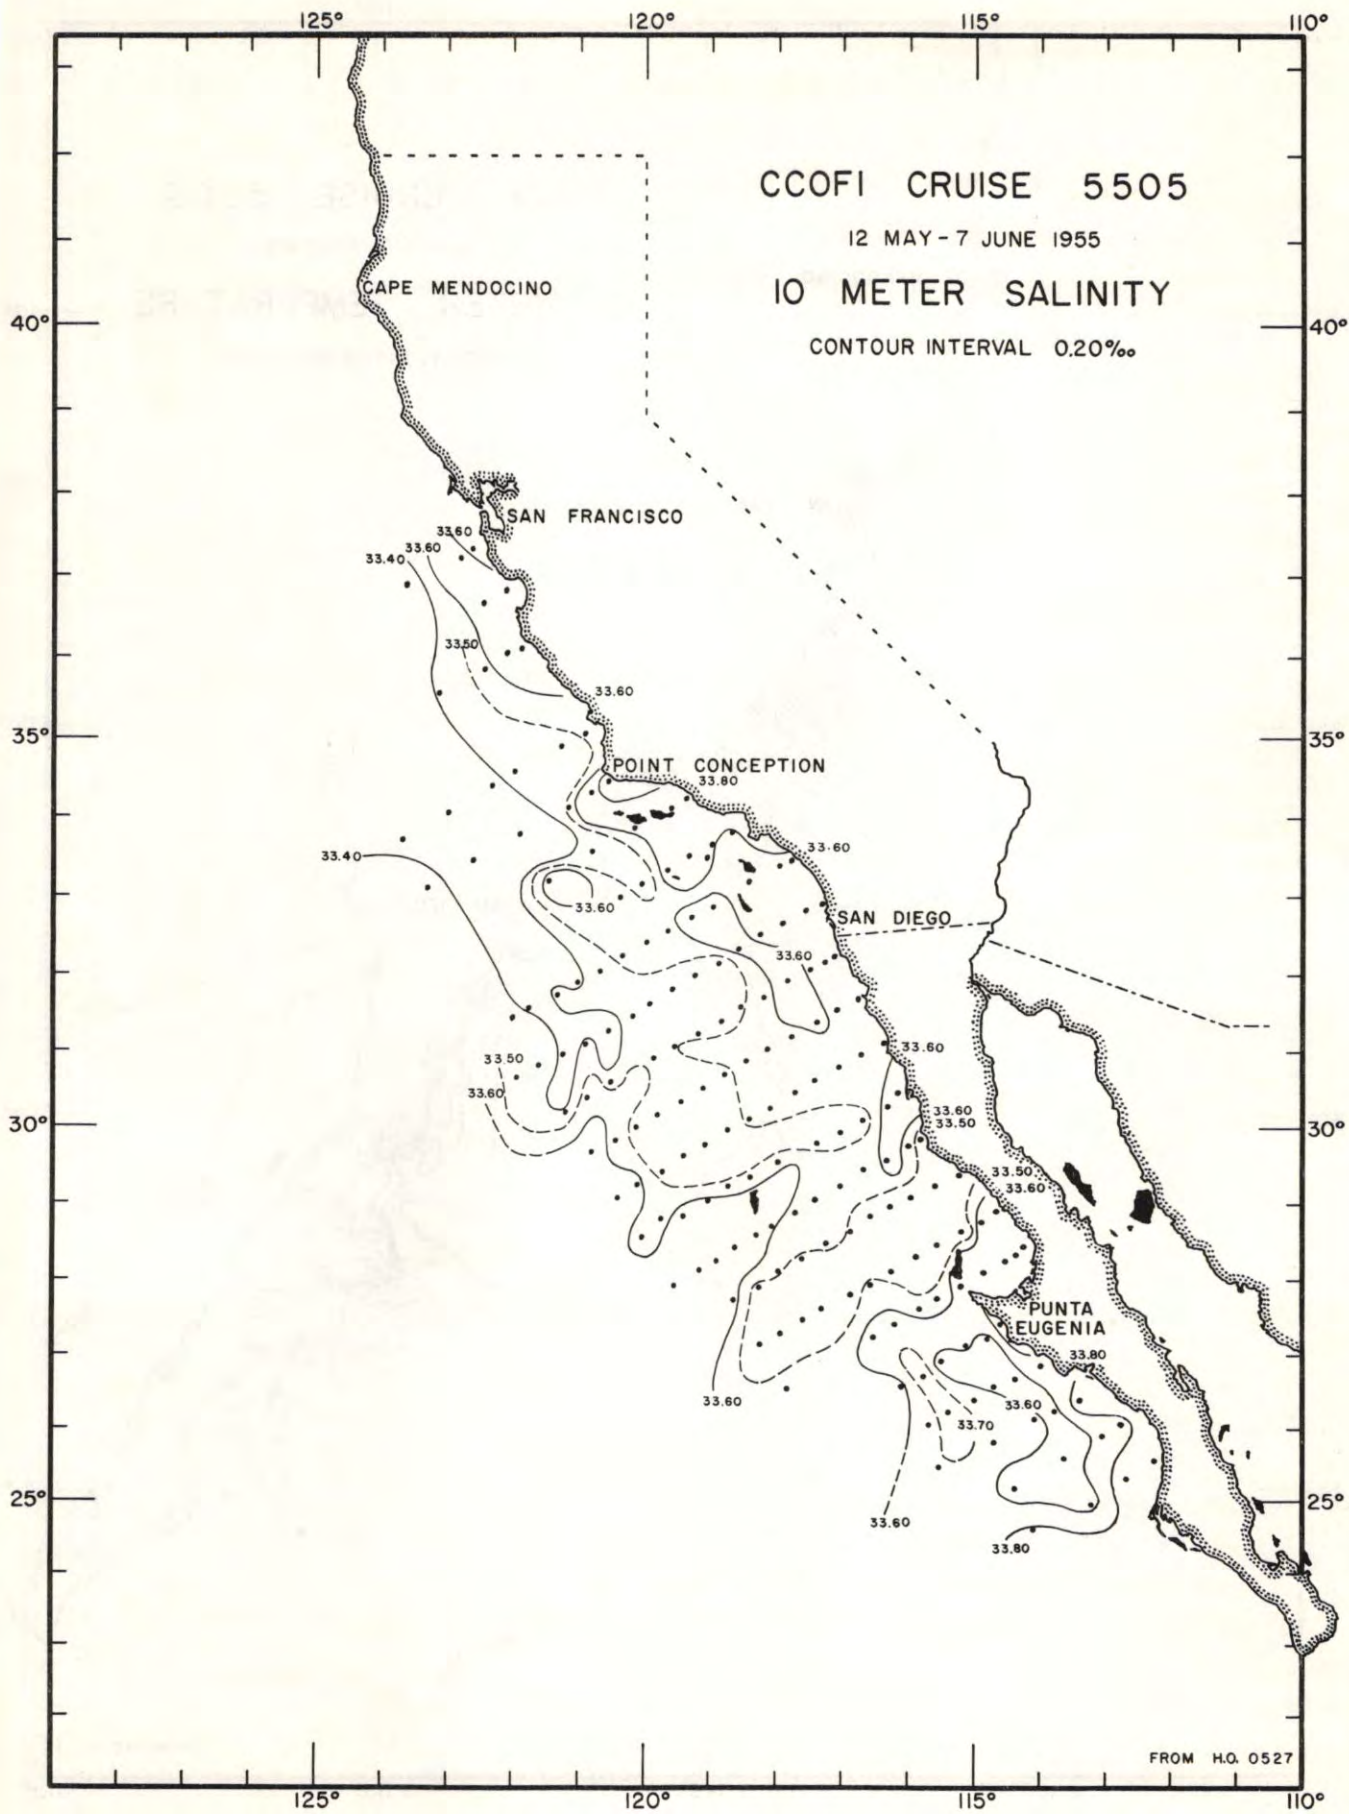 125° 120° 115° 110°
CCOFI CRUISE 5505
12 MAY - 7 JUNE 1955
10 METER SALINITY
CONTOUR INTERVAL 0.20‰
CAPE MENDOCINO
40° 40°
SAN FRANCISCO
33.60
33.60
33.40
33.50
33.60
35° 35°
POINT CONCEPTION
33.80
33.60
33.40
33.60
SAN DIEGO
33.60
33.60
33.50
33.60
33.60
33.50
30° 30°
33.50
33.60
PUNTA
EUGENIA
33.80
33.60
33.60
33.70
25° 25°
33.60
33.80
FROM H.O. 0527
125° 120° 115° 110°